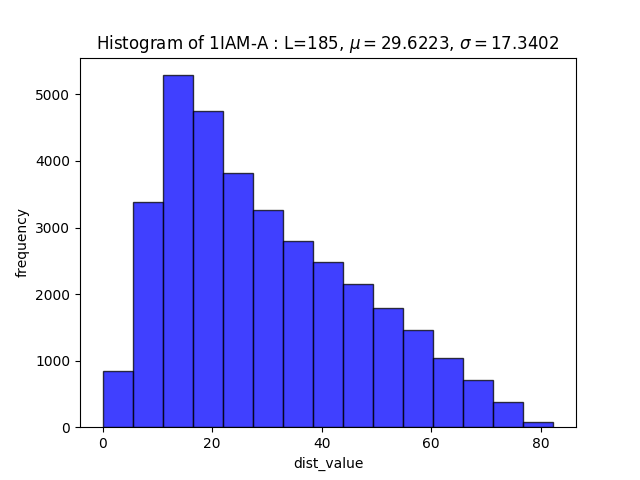 Histogram of 1IAM-A : L=185, μ = 29.6223, σ = 17.3402
frequency
5000
4000
3000
2000
1000
0
0 20 40 60 80
dist_value